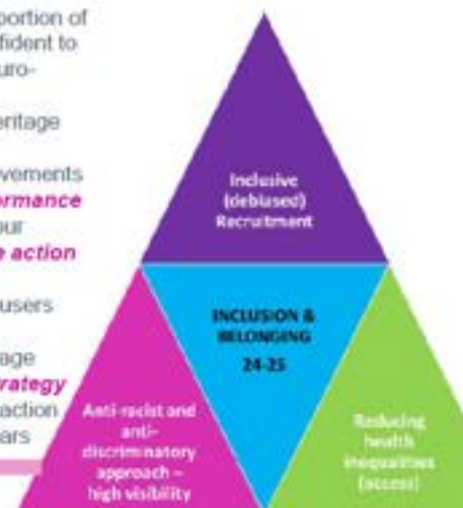 portion of
fident to
uro-
eritage
vements
ormance
our
e action
users
age
rategy
action
ars
Inclusive
(debiased)
Recruitment
INCLUSION &
BELONGING
24-25
Anti-racist and
anti-
discriminatory
approach –
high visibility
Reducing
health
inequalities
(access)